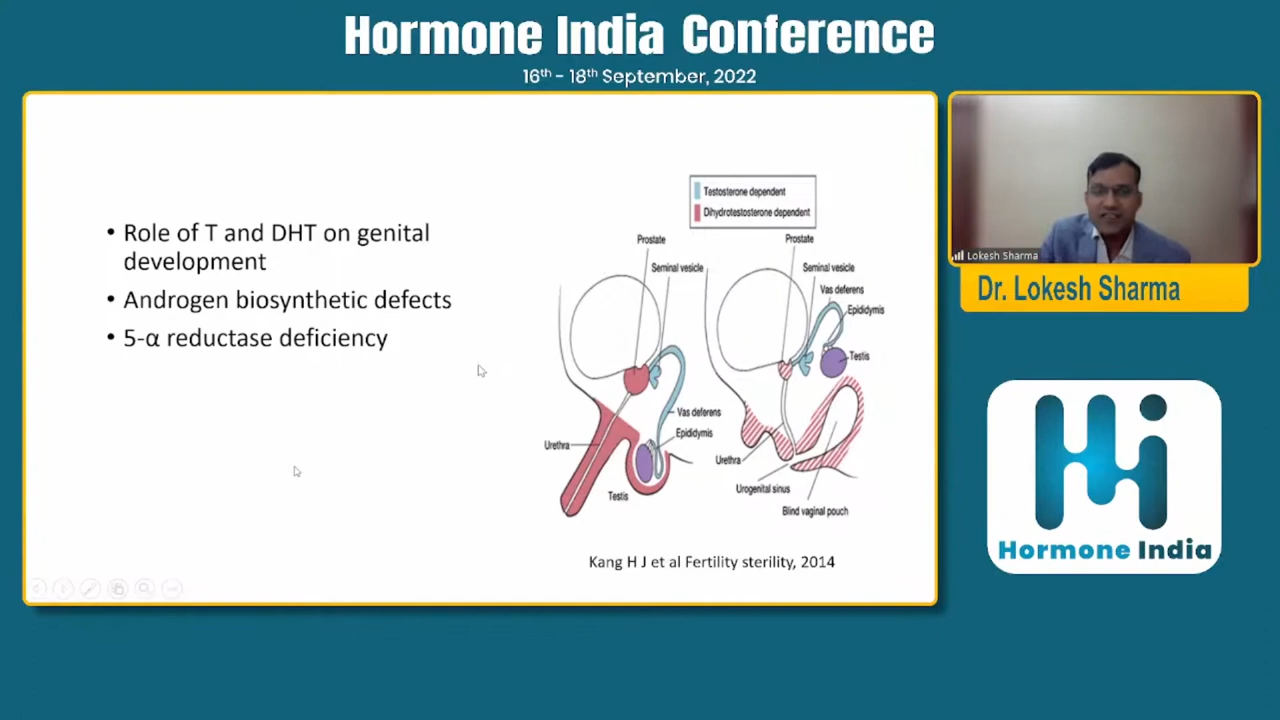 Hormone India Conference
16th - 18th September, 2022
• Role of T and DHT on genital
development
• Androgen biosynthetic defects
• 5-α reductase deficiency
Testosterone dependent
Dihydrotestosterone dependent
Prostate
Seminal vesicle
Vas deferens
Epididymis
Urethra
Testis
Prostate
Seminal vesicle
Vas deferens
Epididymis
Testis
Urethra
Urogenital sinus
Blind vaginal pouch
Kang H J et al Fertility sterility, 2014
Lokesh Sharma
Dr. Lokesh Sharma
Hi
Hormone India